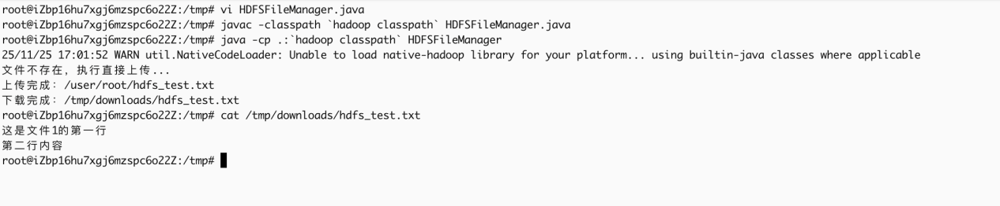 root@iZbp16hu7xgj6mzspc6o22Z:/tmp# vi HDFSFileManager.java
root@iZbp16hu7xgj6mzspc6o22Z:/tmp# javac -classpath `hadoop classpath` HDFSFileManager.java
root@iZbp16hu7xgj6mzspc6o22Z:/tmp# java -cp .:`hadoop classpath` HDFSFileManager
25/11/25 17:01:52 WARN util.NativeCodeLoader: Unable to load native-hadoop library for your platform... using builtin-java classes where applicable
文件不存在，执行直接上传...
上传完成：/user/root/hdfs_test.txt
下载完成：/tmp/downloads/hdfs_test.txt
root@iZbp16hu7xgj6mzspc6o22Z:/tmp# cat /tmp/downloads/hdfs_test.txt
这是文件1的第一行
第二行内容
root@iZbp16hu7xgj6mzspc6o22Z:/tmp#